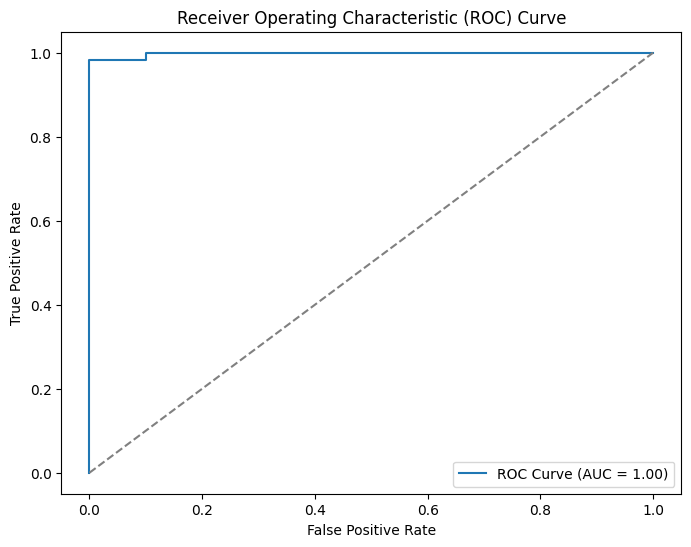 Receiver Operating Characteristic (ROC) Curve
1.0
0.8
0.6
0.4
0.2
0.0
True Positive Rate
ROC Curve (AUC = 1.00)
0.0 0.2 0.4 0.6 0.8 1.0
False Positive Rate